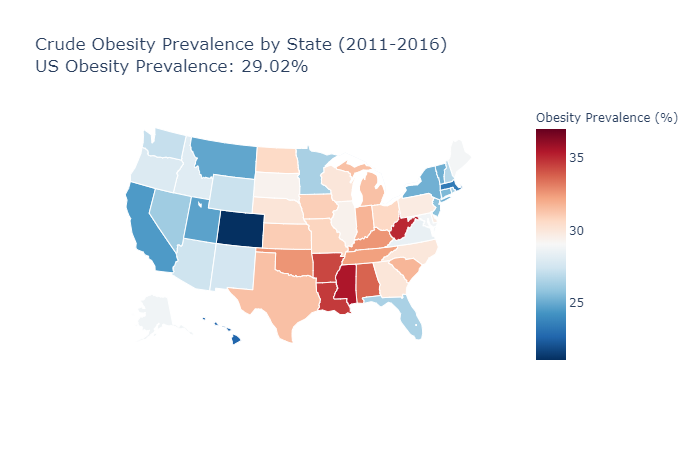 Crude Obesity Prevalence by State (2011-2016)
US Obesity Prevalence: 29.02%
Obesity Prevalence (%)
35
30
25